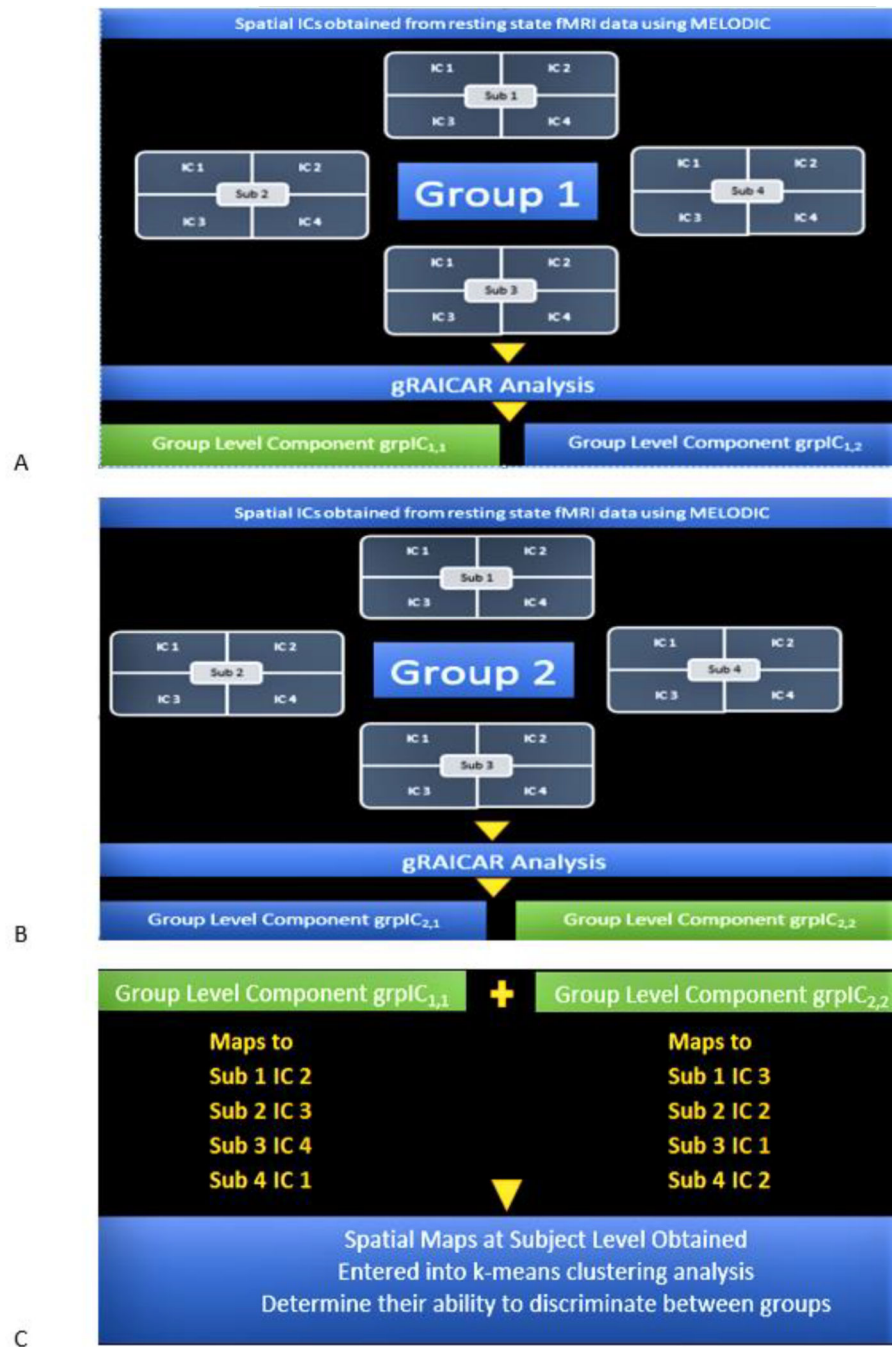 Spatial ICs obtained from resting state fMRI data using MELODIC
IC 1 IC 2
Sub 1
IC 3 IC 4
IC 1 IC 2
Sub 2
IC 3 IC 4
Group 1
IC 1 IC 2
Sub 4
IC 3 IC 4
IC 1 IC 2
Sub 3
IC 3 IC 4
gRAICAR Analysis
Group Level Component grpIC1,1
Group Level Component grpIC1,2
A
Spatial ICs obtained from resting state fMRI data using MELODIC
IC 1 IC 2
Sub 1
IC 3 IC 4
IC 1 IC 2
Sub 2
IC 3 IC 4
Group 2
IC 1 IC 2
Sub 4
IC 3 IC 4
IC 1 IC 2
Sub 3
IC 3 IC 4
gRAICAR Analysis
Group Level Component grpIC2,1
Group Level Component grpIC2,2
B
Group Level Component grpIC1,1
+
Group Level Component grpIC2,2
Maps to
Sub 1 IC 2
Sub 2 IC 3
Sub 3 IC 4
Sub 4 IC 1
Maps to
Sub 1 IC 3
Sub 2 IC 2
Sub 3 IC 1
Sub 4 IC 2
Spatial Maps at Subject Level Obtained
Entered into k-means clustering analysis
Determine their ability to discriminate between groups
C